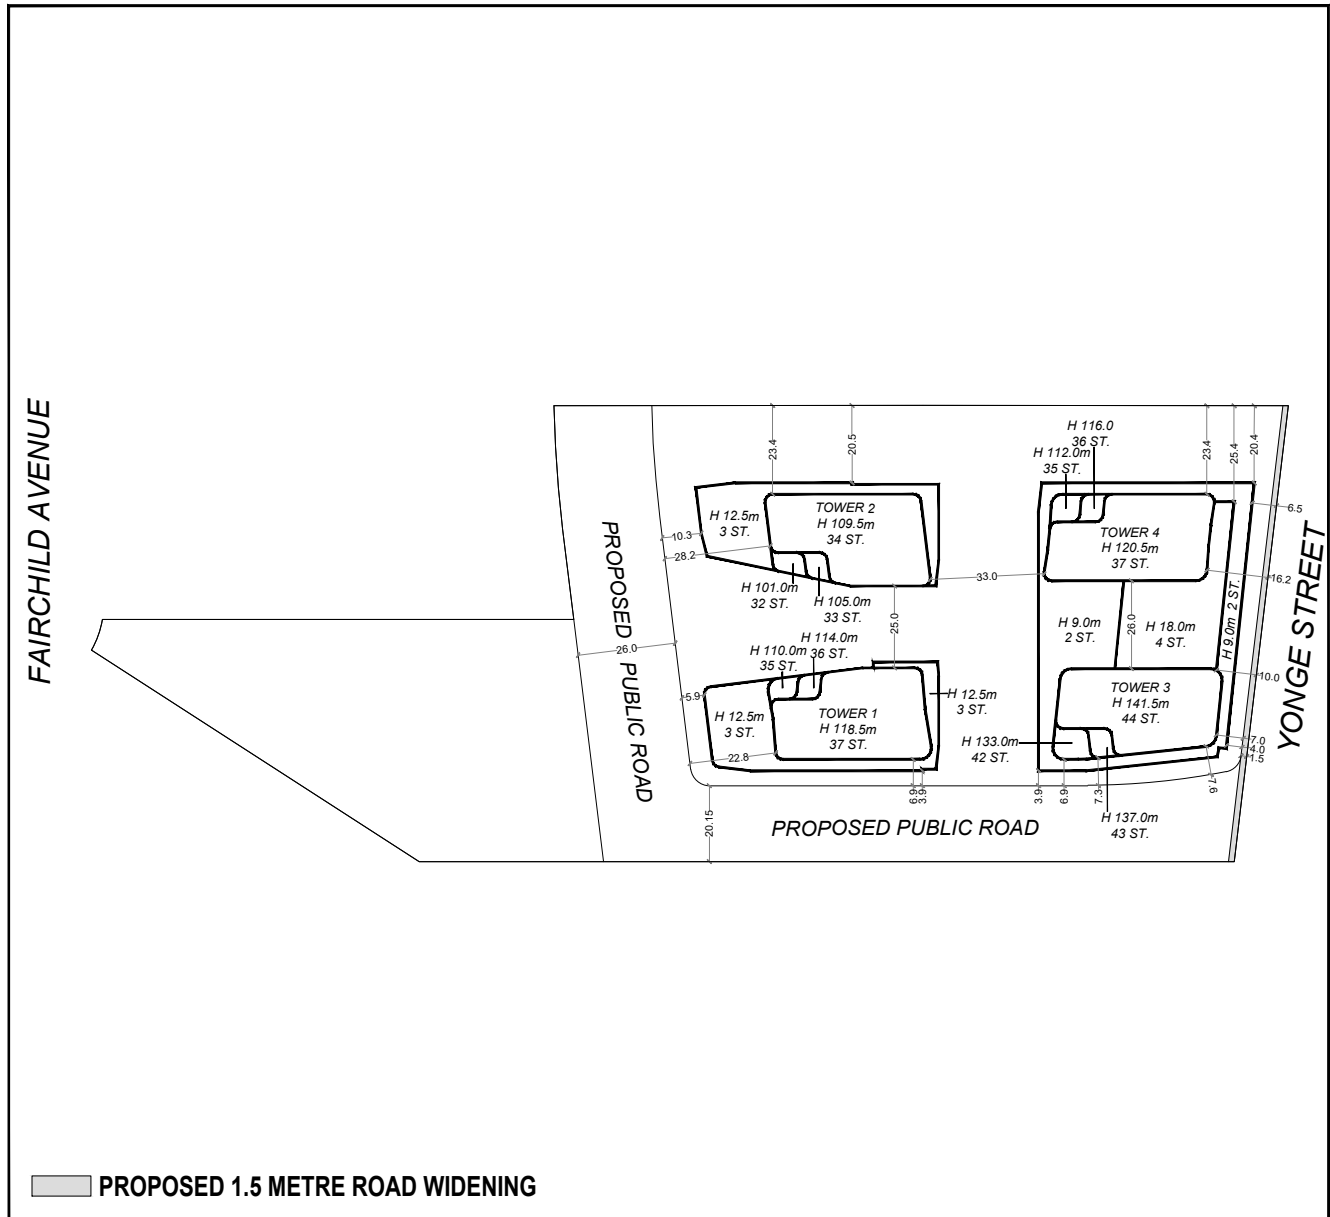 FAIRCHILD AVENUE
PROPOSED PUBLIC ROAD
23.4
20.5
H 116.0
36 ST.
H 112.0m
35 ST.
23.4
25.4
20.4
6.5
TOWER 2
H 109.5m
34 ST.
H 12.5m
3 ST.
10.3
28.2
H 101.0m
32 ST.
H 105.0m
33 ST.
33.0
TOWER 4
H 120.5m
37 ST.
16.2
H 9.0m
2 ST.
26.0
H 18.0m
4 ST.
H 9.0m 2 ST.
YONGE STREET
25.0
26.0
H 114.0m
36 ST.
H 110.0m
35 ST.
5.9
H 12.5m
3 ST.
TOWER 1
H 118.5m
37 ST.
H 12.5m
3 ST.
22.8
TOWER 3
H 141.5m
44 ST.
10.0
7.0
4.0
1.5
H 133.0m
42 ST.
6.9
3.9
3.9
6.9
7.3
7.6
H 137.0m
43 ST.
20.15
PROPOSED PUBLIC ROAD
PROPOSED 1.5 METRE ROAD WIDENING